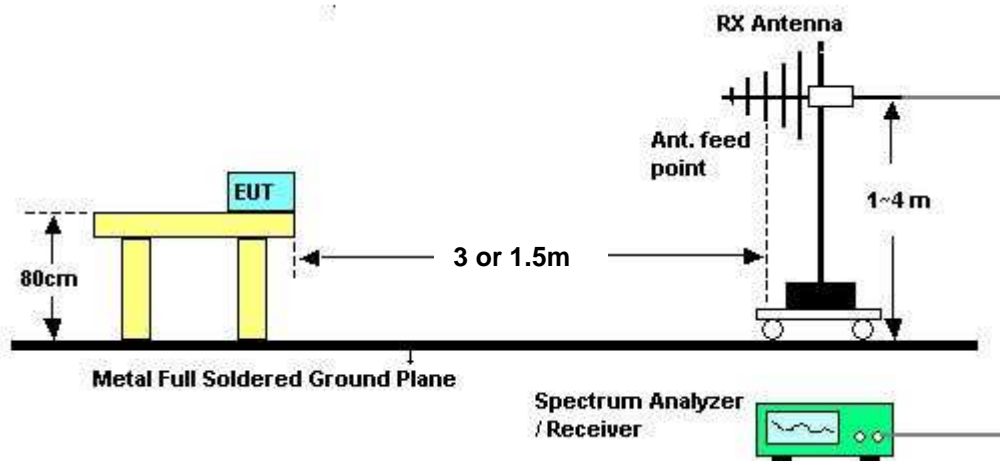 RX Antenna
Ant. feed
point
EUT
1~4 m
3 or 1.5m
80cm
Metal Full Soldered Ground Plane
Spectrum Analyzer
/ Receiver